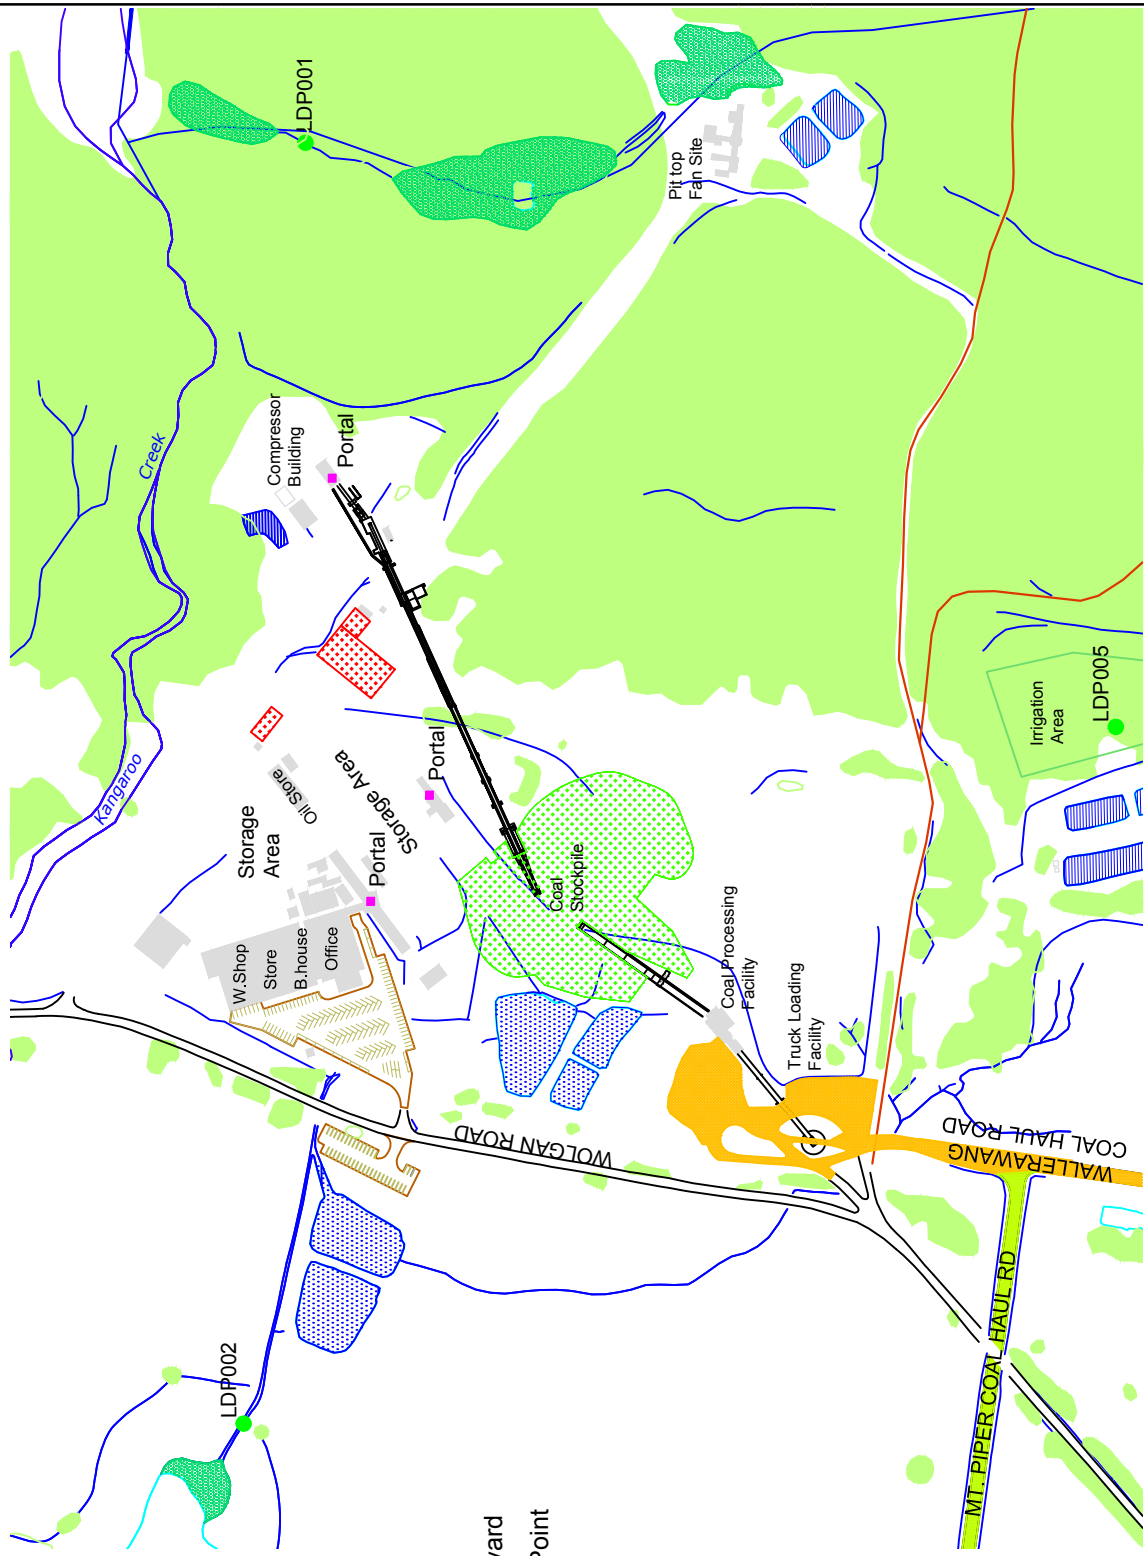 LDP001
Pit top
Fan Site
Kangaroo
Creek
Compressor
Building
Portal
Storage
Area
Oil Store
Storage Area
Portal
Portal
W.Shop
Store
B.house
Office
Coal
Stockpile
Coal Processing
Facility
Truck Loading
Facility
Irrigation
Area
LDP005
WOLGAN ROAD
WALLERAWANG
COAL HAUL ROAD
MT. PIPER COAL HAUL RD
LDP002
yard
Point